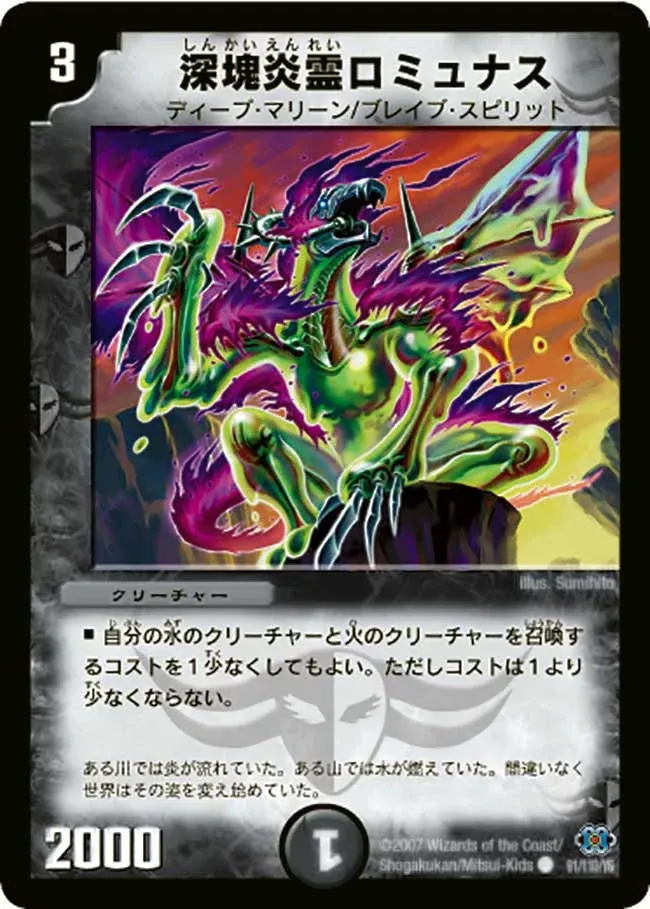 3
しんかいえんれい
深塊炎霊ロミュナス
ディープ・マリーン/ブレイブ・スピリット
illus. Sumihito
クリーチャー
■ 自分の水のクリーチャーと火のクリーチャーを召喚す
るコストを1少なくしてもよい。ただしコストは1より
少なくならない。
ある川では炎が流れていた。ある山では水が燃えていた。間違いなく
世界はその姿を変え始めていた。
2000
1
©2007 Wizards of the Coast/
Shogakukan/Mitsui-Kids
91/110/Y6